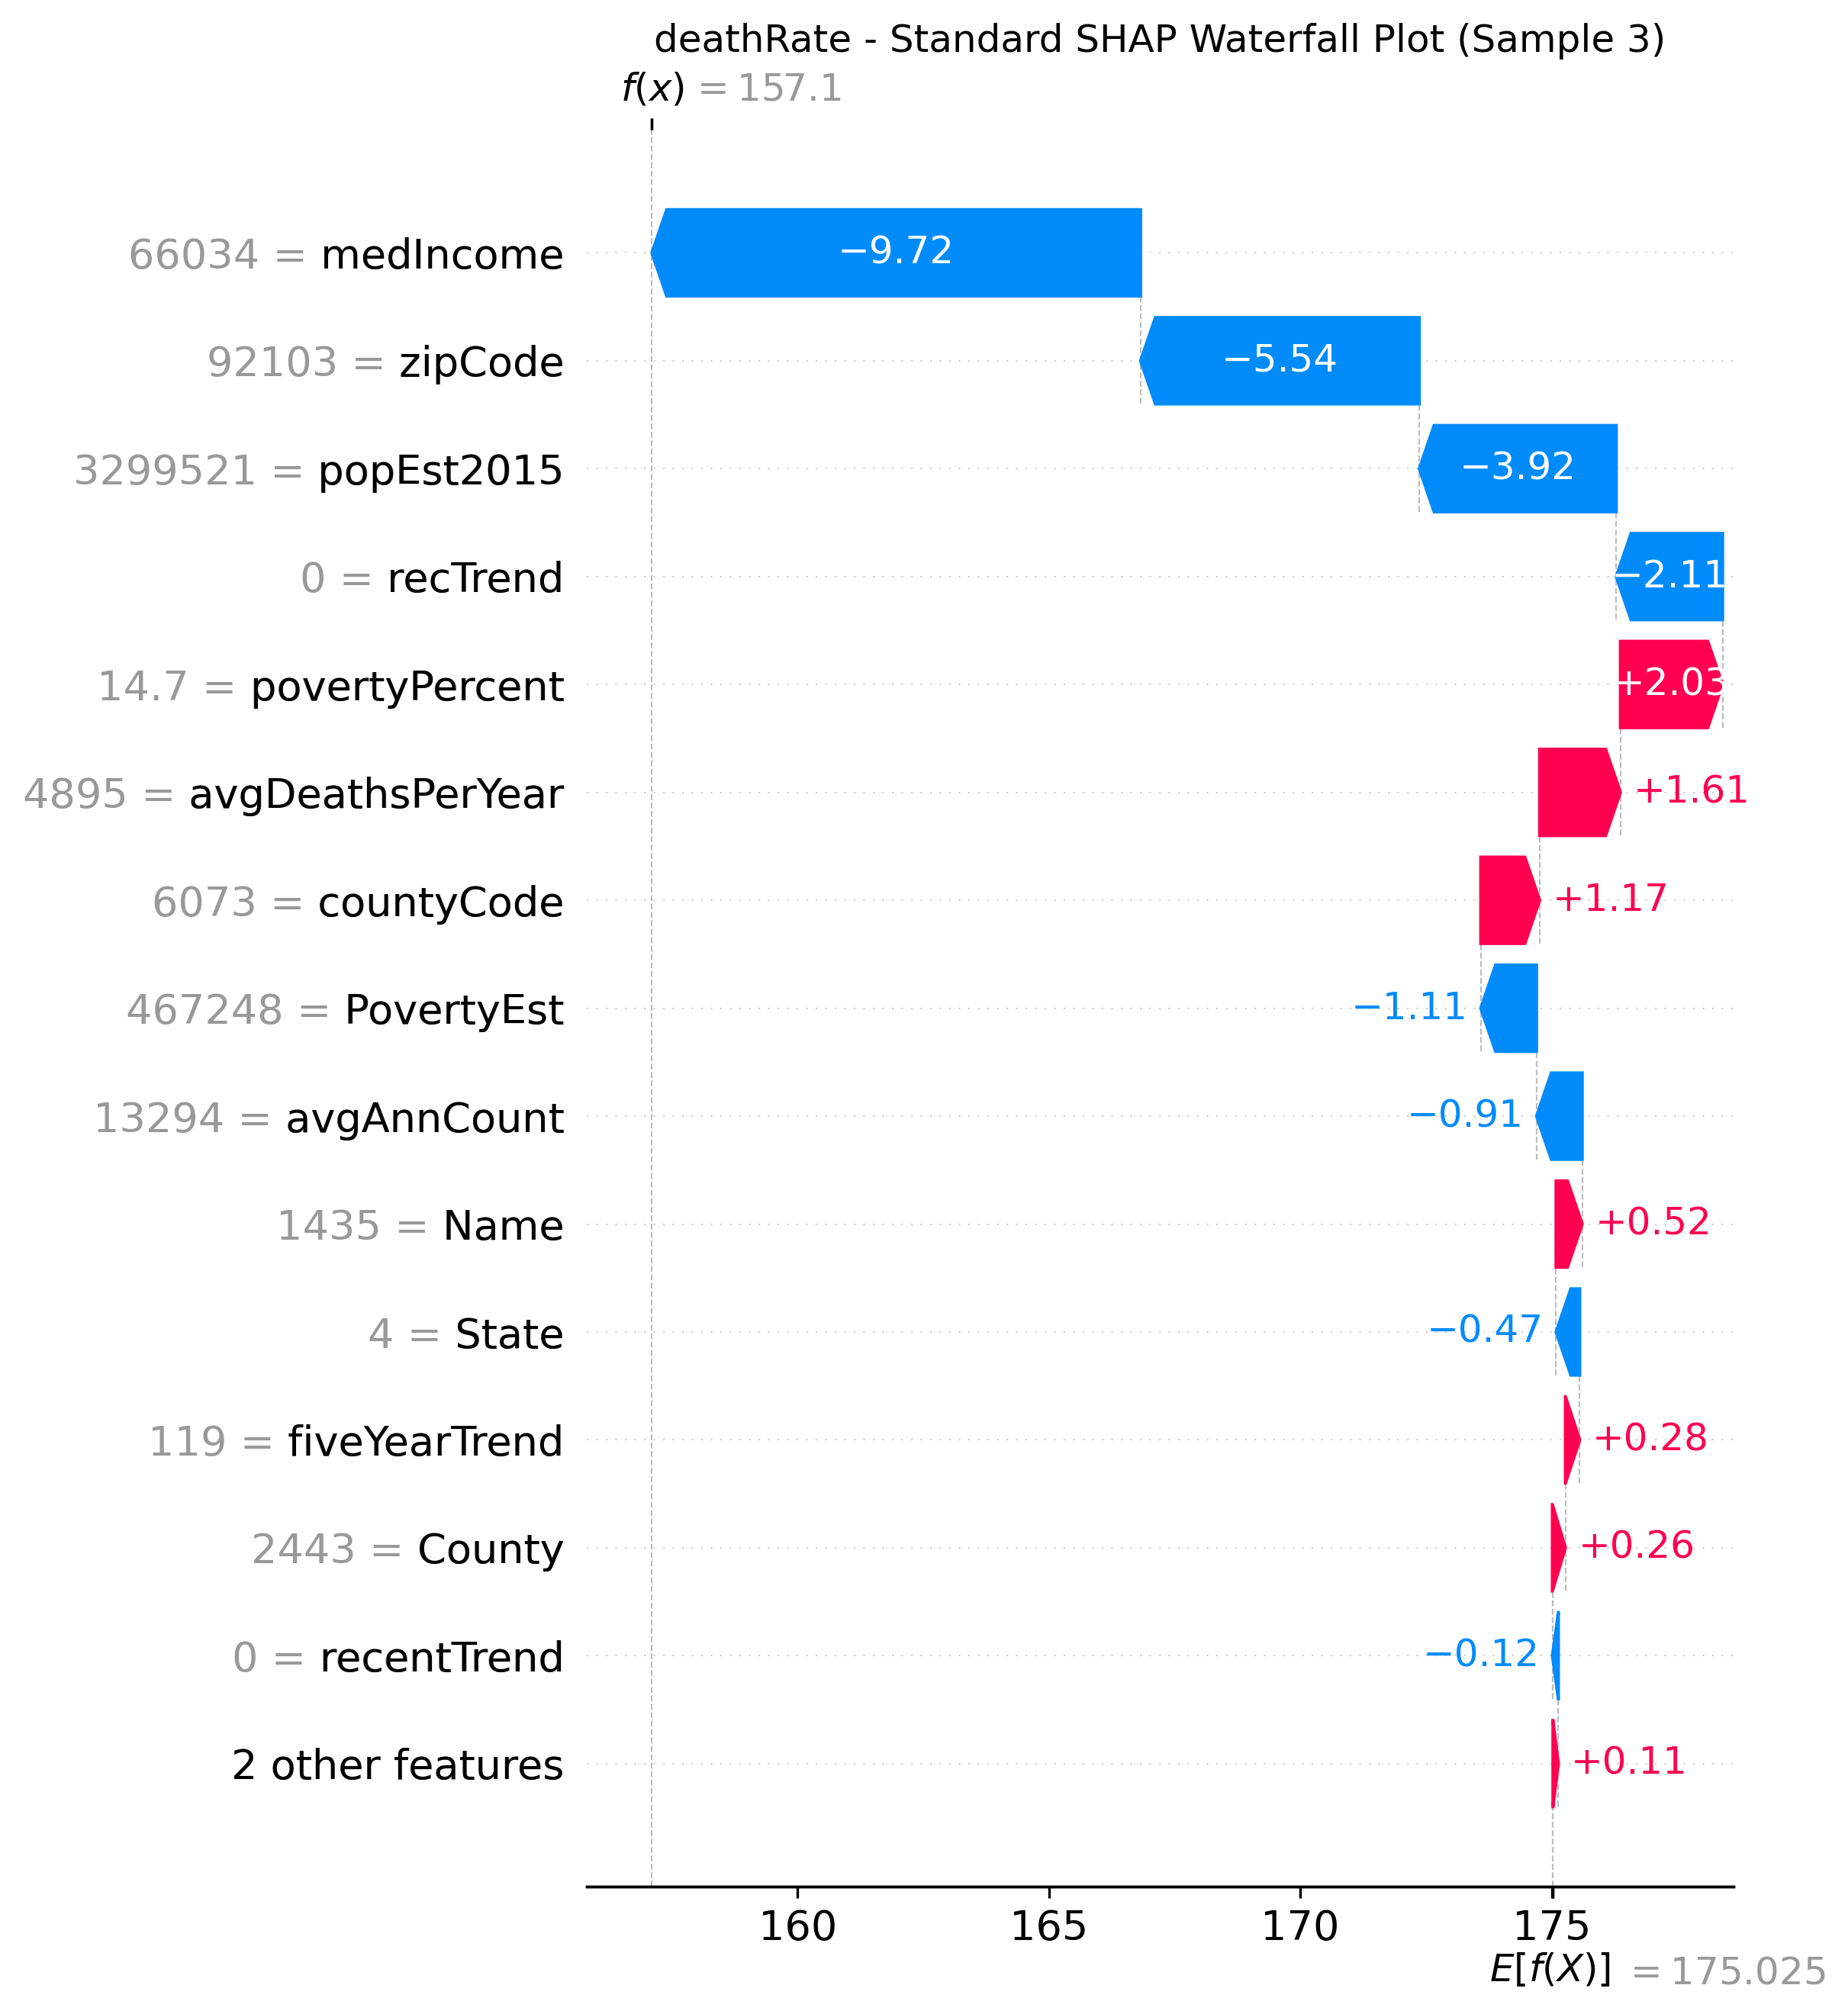 deathRate - Standard SHAP Waterfall Plot (Sample 3)
f(x) = 157.1
66034 = medIncome −9.72
92103 = zipCode −5.54
3299521 = popEst2015 −3.92
0 = recTrend −2.11
14.7 = povertyPercent +2.03
4895 = avgDeathsPerYear +1.61
6073 = countyCode +1.17
467248 = PovertyEst −1.11
13294 = avgAnnCount −0.91
1435 = Name +0.52
4 = State −0.47
119 = fiveYearTrend +0.28
2443 = County +0.26
0 = recentTrend −0.12
2 other features +0.11
160 165 170 175
E[f(X)] = 175.025